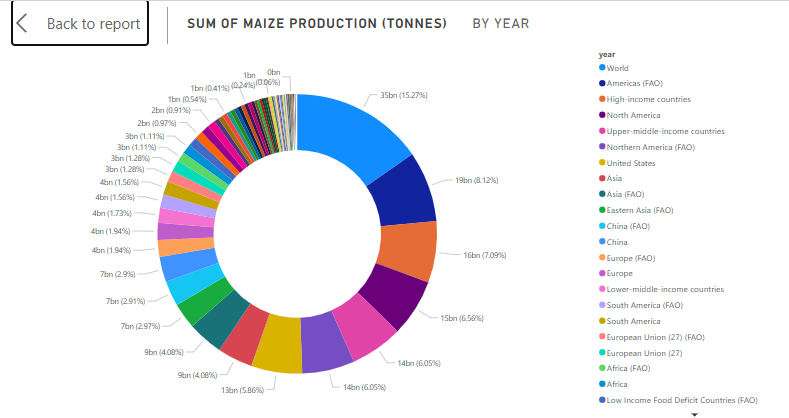 Back to report
SUM OF MAIZE PRODUCTION (TONNES) BY YEAR
year
World
Americas (FAO)
High-income countries
North America
Upper-middle-income countries
Northern America (FAO)
United States
Asia
Asia (FAO)
Eastern Asia (FAO)
China (FAO)
China
Europe (FAO)
Europe
Lower-middle-income countries
South America (FAO)
South America
European Union (27) (FAO)
European Union (27)
Africa (FAO)
Africa
Low Income Food Deficit Countries (FAO)
35bn (15.27%)
19bn (8.12%)
16bn (7.09%)
15bn (6.56%)
14bn (6.05%)
14bn (6.05%)
13bn (5.86%)
9bn (4.08%)
9bn (4.08%)
7bn (2.97%)
7bn (2.91%)
7bn (2.9%)
4bn (1.94%)
4bn (1.94%)
4bn (1.73%)
4bn (1.56%)
4bn (1.56%)
3bn (1.28%)
3bn (1.28%)
3bn (1.11%)
3bn (1.11%)
2bn (0.97%)
2bn (0.91%)
1bn (0.54%)
1bn (0.41%)
1bn (0.24%)
0bn (0.06%)